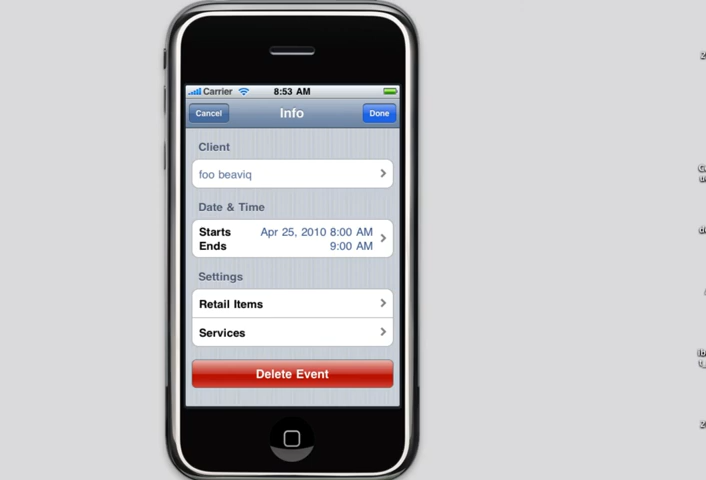 Carrier 8:53 AM
Cancel Info Done
Client
foo beaviq
Date & Time
Starts Apr 25, 2010 8:00 AM
Ends 9:00 AM
Settings
Retail Items
Services
Delete Event